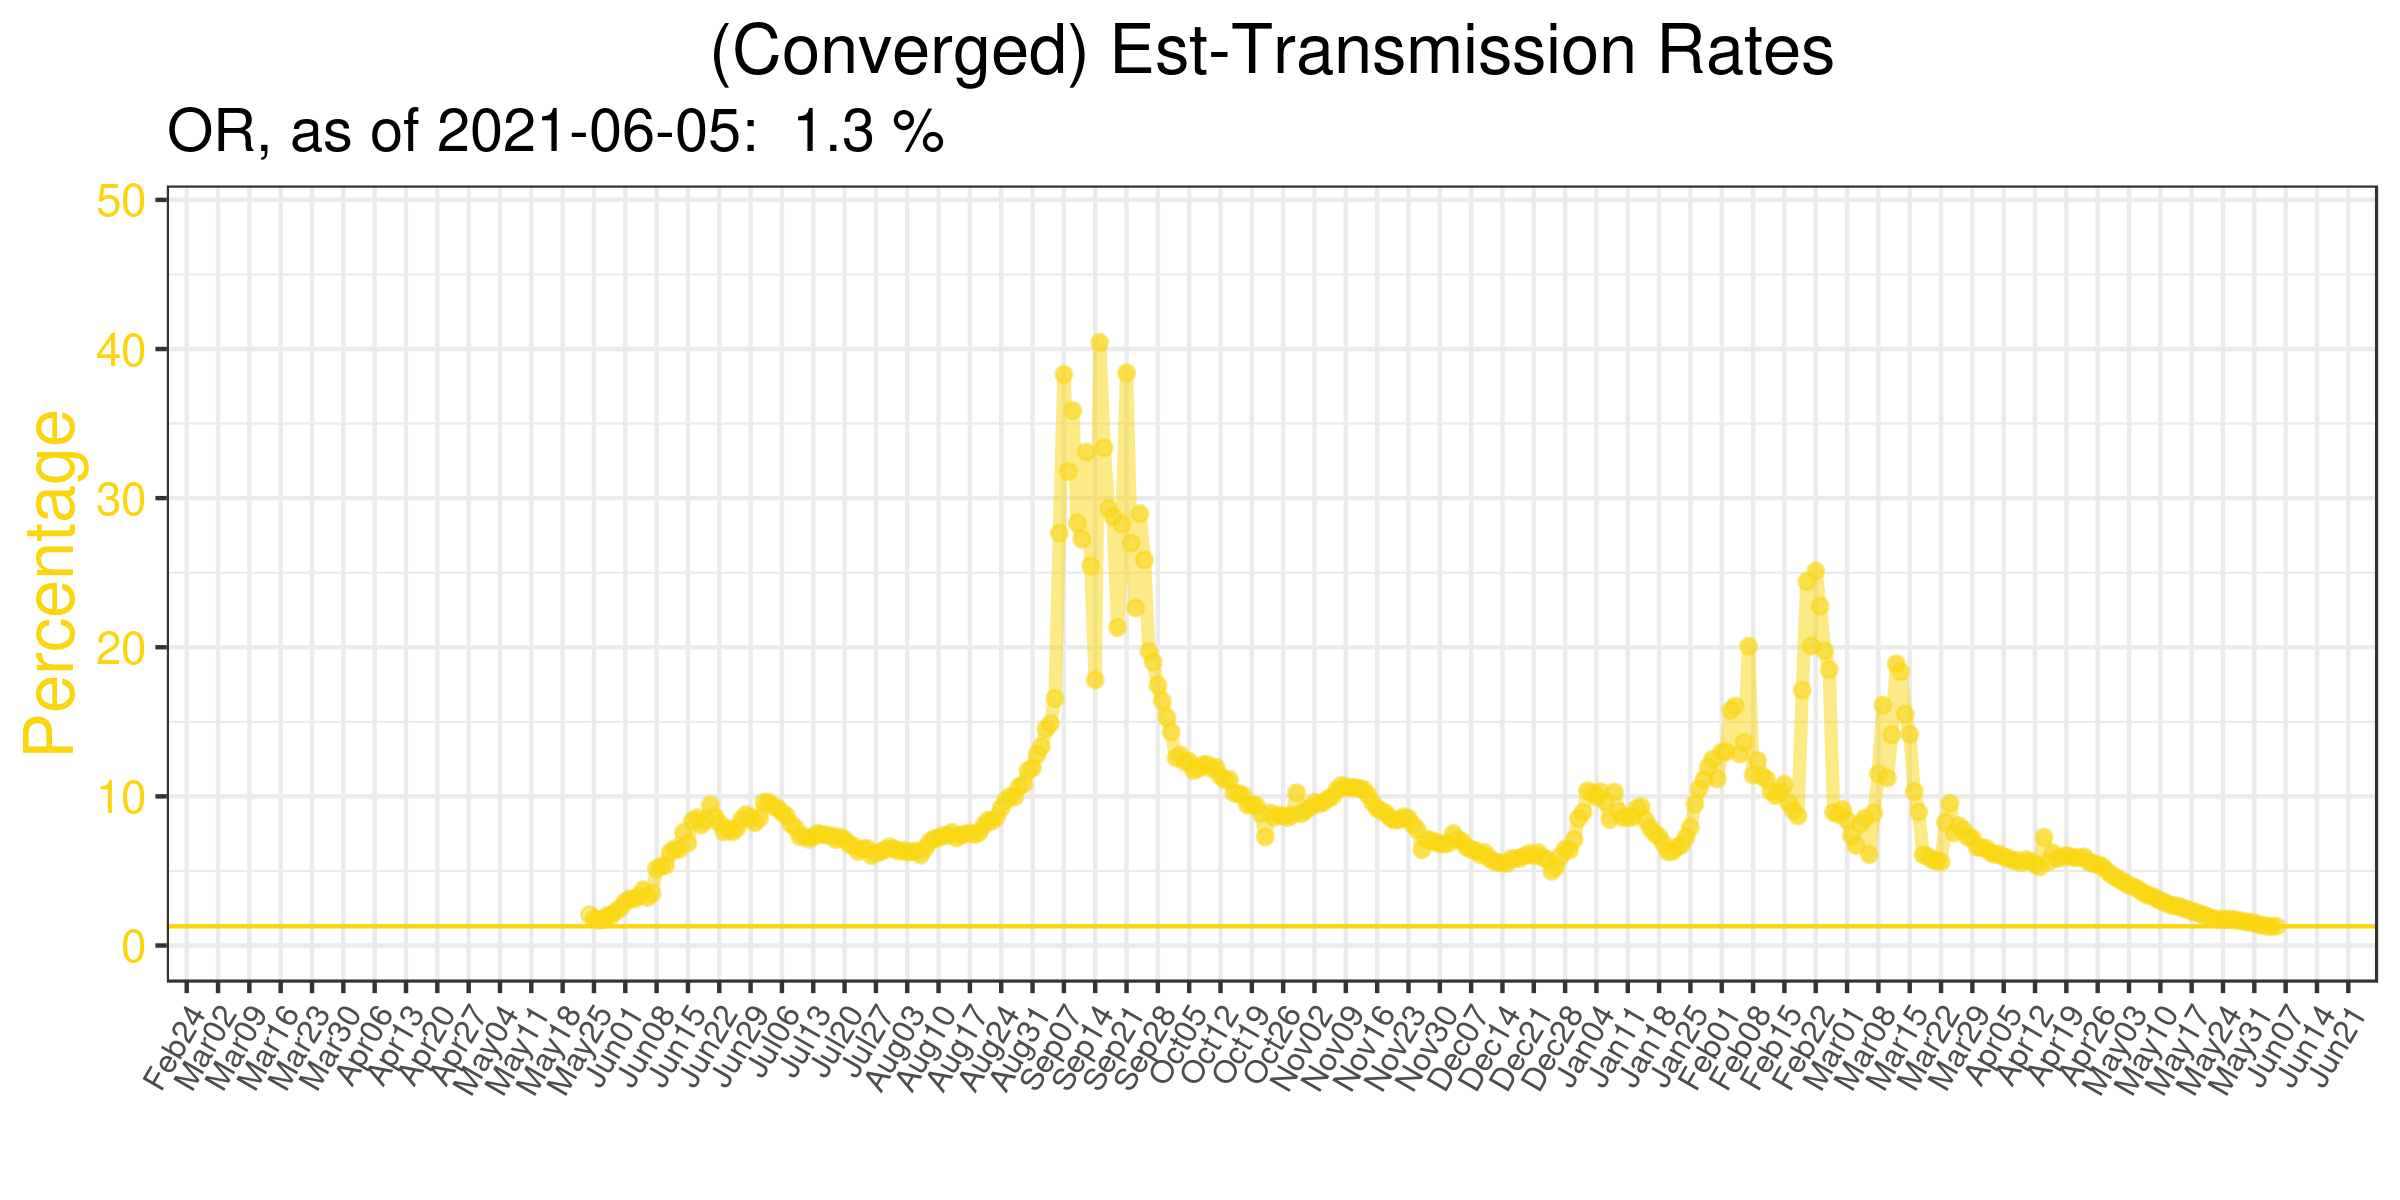 (Converged) Est-Transmission Rates
OR, as of 2021-06-05:  1.3 %
Percentage
50
40
30
20
10
0
Feb24
Mar02
Mar09
Mar16
Mar23
Mar30
Apr06
Apr13
Apr20
Apr27
May04
May11
May18
May25
Jun01
Jun08
Jun15
Jun22
Jun29
Jul06
Jul13
Jul20
Jul27
Aug03
Aug10
Aug17
Aug24
Aug31
Sep07
Sep14
Sep21
Sep28
Oct05
Oct12
Oct19
Oct26
Nov02
Nov09
Nov16
Nov23
Nov30
Dec07
Dec14
Dec21
Dec28
Jan04
Jan11
Jan18
Jan25
Feb01
Feb08
Feb15
Feb22
Mar01
Mar08
Mar15
Mar22
Mar29
Apr05
Apr12
Apr19
Apr26
May03
May10
May17
May24
May31
Jun07
Jun14
Jun21